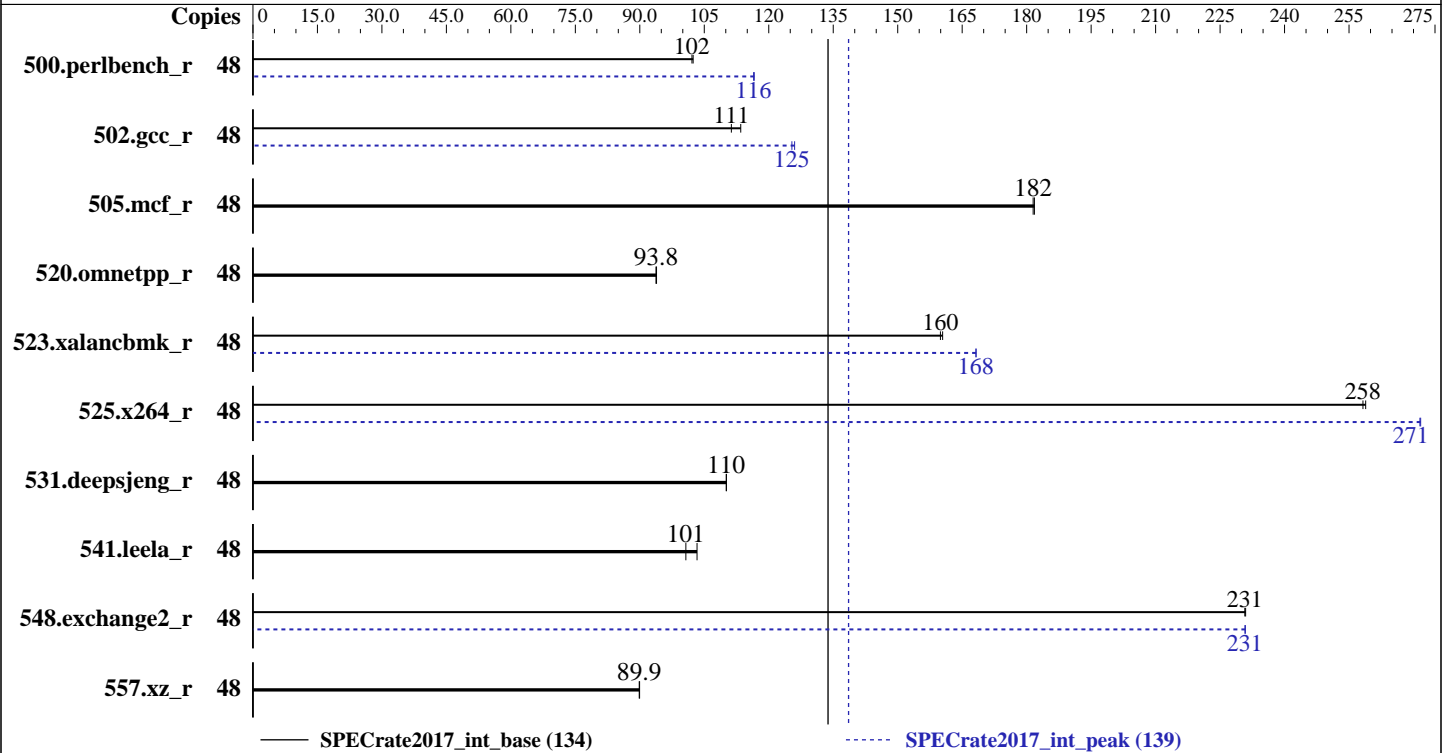 Copies 0 15.0 30.0 45.0 60.0 75.0 90.0 105 120 135 150 165 180 195 210 225 240 255 275
500.perlbench_r 48 102
116
502.gcc_r 48 111
125
505.mcf_r 48 182
520.omnetpp_r 48 93.8
523.xalancbmk_r 48 160
168
525.x264_r 48 258
271
531.deepsjeng_r 48 110
541.leela_r 48 101
548.exchange2_r 48 231
231
557.xz_r 48 89.9
SPECrate2017_int_base (134) SPECrate2017_int_peak (139)